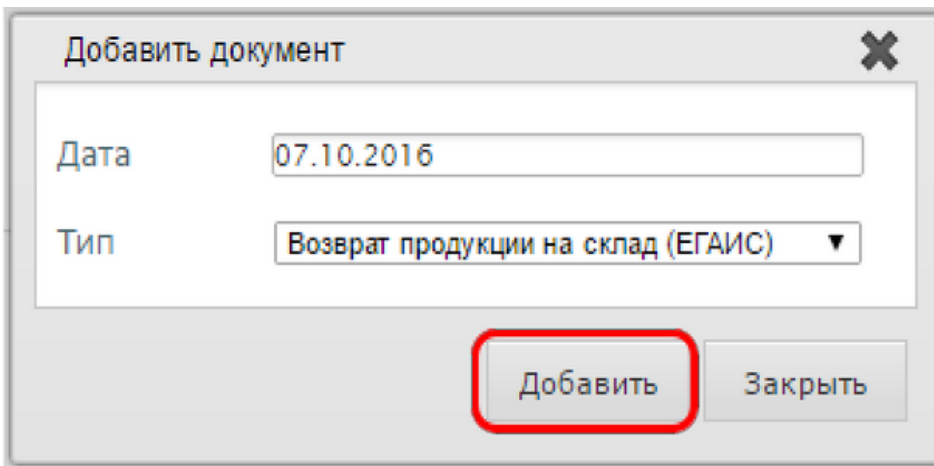 Добавить документ
Дата 07.10.2016
Тип Возврат продукции на склад (ЕГАИС)
Добавить Закрыть